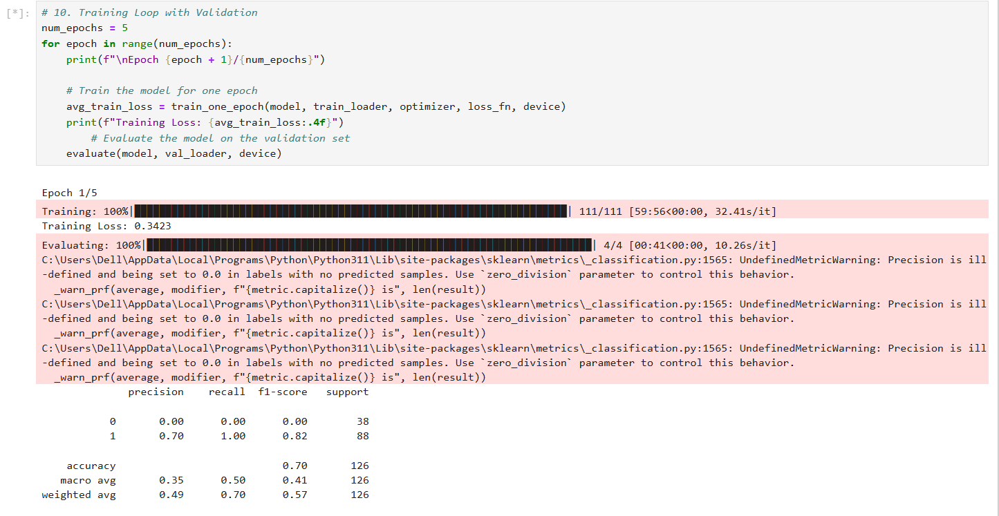 [*]:
# 10. Training Loop with Validation
num_epochs = 5
for epoch in range(num_epochs):
    print(f"\nEpoch {epoch + 1}/{num_epochs}")
    # Train the model for one epoch
    avg_train_loss = train_one_epoch(model, train_loader, optimizer, loss_fn, device)
    print(f"Training Loss: {avg_train_loss:.4f}")
        # Evaluate the model on the validation set
    evaluate(model, val_loader, device)
Epoch 1/5
Training: 100%|██████████| 111/111 [59:56<00:00, 32.41s/it]
Training Loss: 0.3423
Evaluating: 100%|██████████| 4/4 [00:41<00:00, 10.26s/it]
C:\Users\Dell\AppData\Local\Programs\Python\Python311\Lib\site-packages\sklearn\metrics\_classification.py:1565: UndefinedMetricWarning: Precision is ill
-defined and being set to 0.0 in labels with no predicted samples. Use `zero_division` parameter to control this behavior.
  _warn_prf(average, modifier, f"{metric.capitalize()} is", len(result))
C:\Users\Dell\AppData\Local\Programs\Python\Python311\Lib\site-packages\sklearn\metrics\_classification.py:1565: UndefinedMetricWarning: Precision is ill
-defined and being set to 0.0 in labels with no predicted samples. Use `zero_division` parameter to control this behavior.
  _warn_prf(average, modifier, f"{metric.capitalize()} is", len(result))
C:\Users\Dell\AppData\Local\Programs\Python\Python311\Lib\site-packages\sklearn\metrics\_classification.py:1565: UndefinedMetricWarning: Precision is ill
-defined and being set to 0.0 in labels with no predicted samples. Use `zero_division` parameter to control this behavior.
  _warn_prf(average, modifier, f"{metric.capitalize()} is", len(result))
              precision    recall  f1-score   support
           0       0.00      0.00      0.00        38
           1       0.70      1.00      0.82        88
    accuracy                           0.70       126
   macro avg       0.35      0.50      0.41       126
weighted avg       0.49      0.70      0.57       126